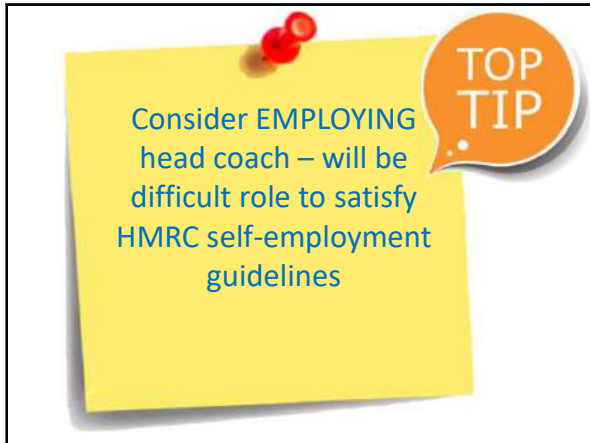 TOP
TIP
Consider EMPLOYING
head coach – will be
difficult role to satisfy
HMRC self-employment
guidelines